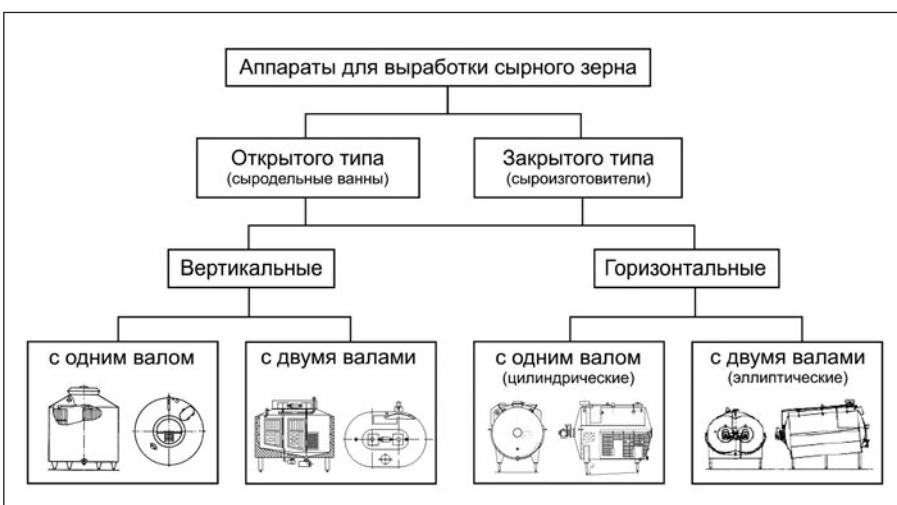 Аппараты для выработки сырного зерна
Открытого типа
(сыродельные ванны)
Закрытого типа
(сыроизготовители)
Вертикальные
Горизонтальные
с одним валом
с двумя валами
с одним валом
(цилиндрические)
с двумя валами
(эллиптические)